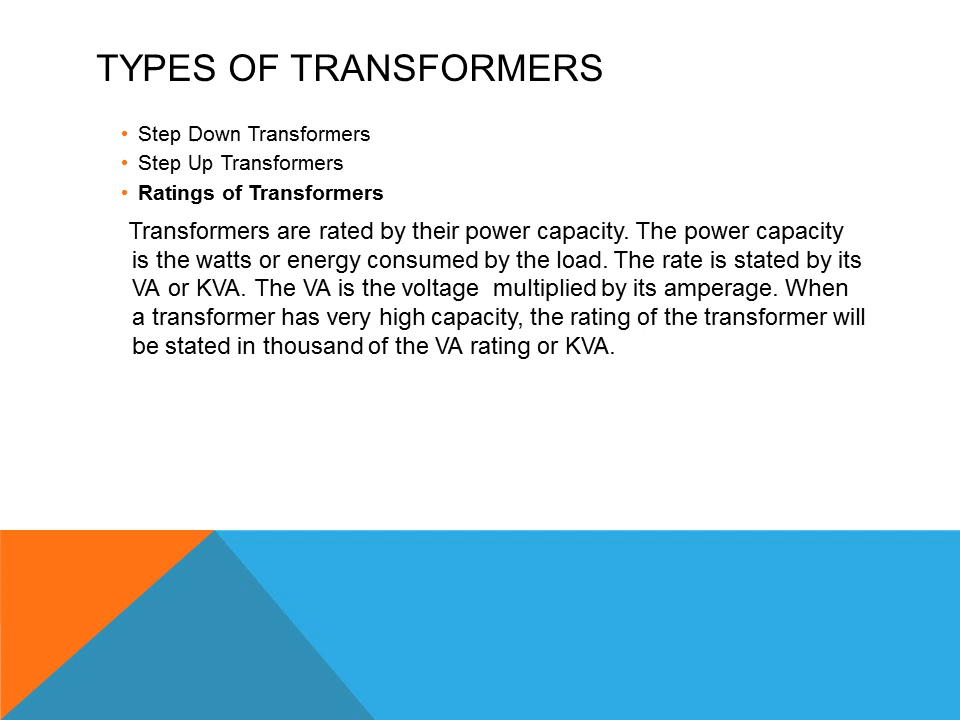 TYPES OF TRANSFORMERS
• Step Down Transformers
• Step Up Transformers
• Ratings of Transformers
Transformers are rated by their power capacity. The power capacity
is the watts or energy consumed by the load. The rate is stated by its
VA or KVA. The VA is the voltage  multiplied by its amperage. When
a transformer has very high capacity, the rating of the transformer will
be stated in thousand of the VA rating or KVA.